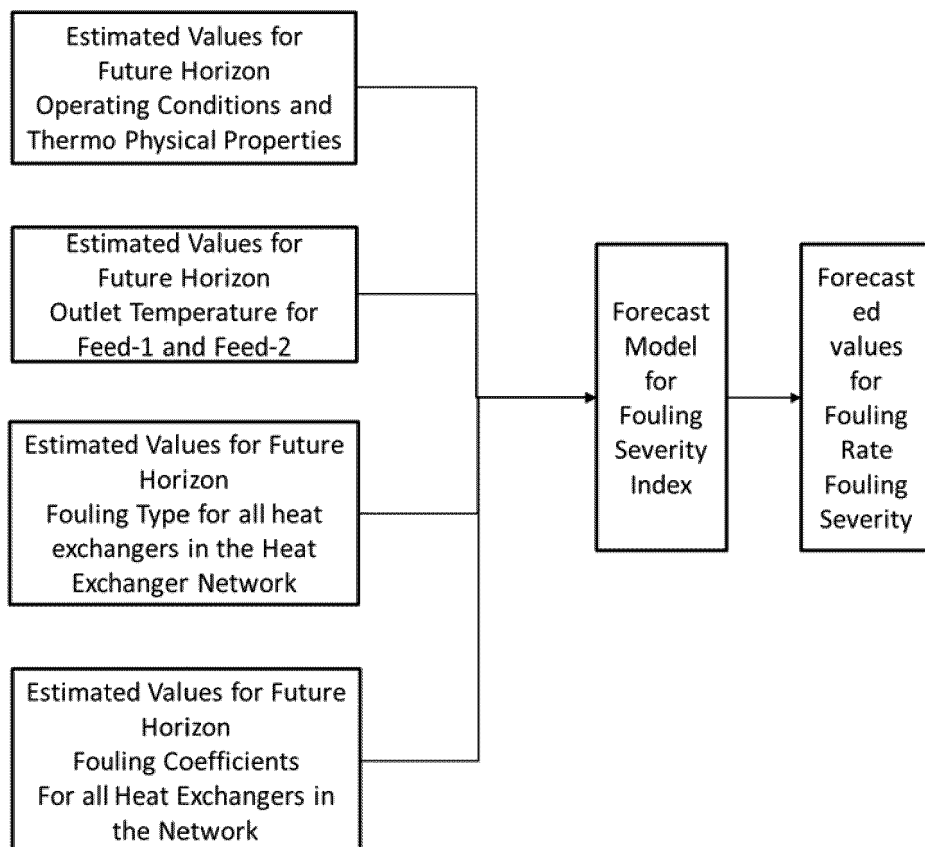 Estimated Values for
Future Horizon
Operating Conditions and
Thermo Physical Properties
Estimated Values for
Future Horizon
Outlet Temperature for
Feed-1 and Feed-2
Estimated Values for Future
Horizon
Fouling Type for all heat
exchangers in the Heat
Exchanger Network
Estimated Values for Future
Horizon
Fouling Coefficients
For all Heat Exchangers in
the Network
Forecast
Model
for
Fouling
Severity
Index
Forecast
ed
values
for
Fouling
Rate
Fouling
Severity